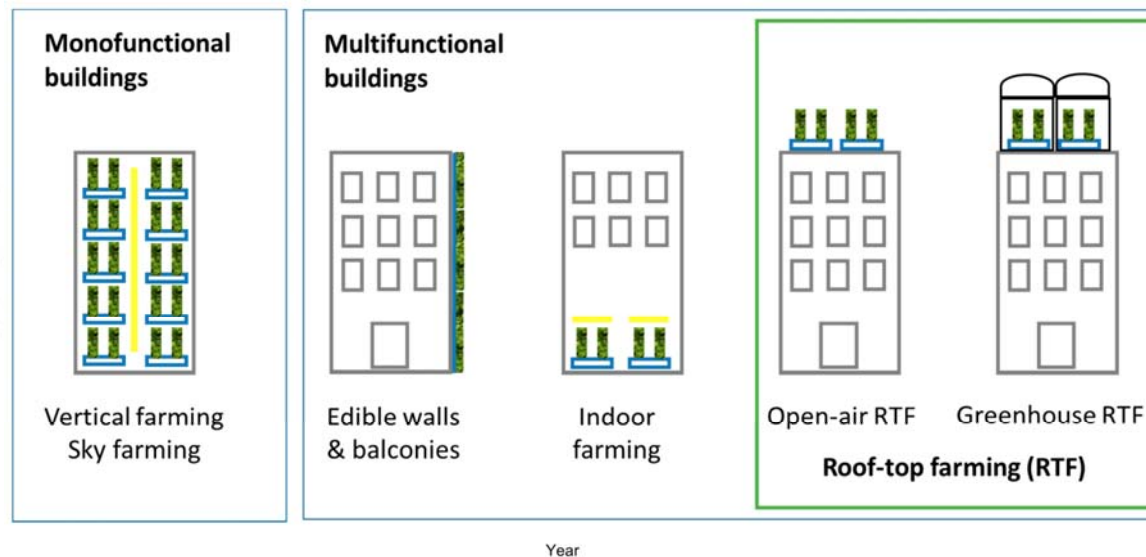 Monofunctional
buildings
Multifunctional
buildings
Vertical farming
Sky farming
Edible walls
& balconies
Indoor
farming
Open-air RTF
Greenhouse RTF
Roof-top farming (RTF)
Year